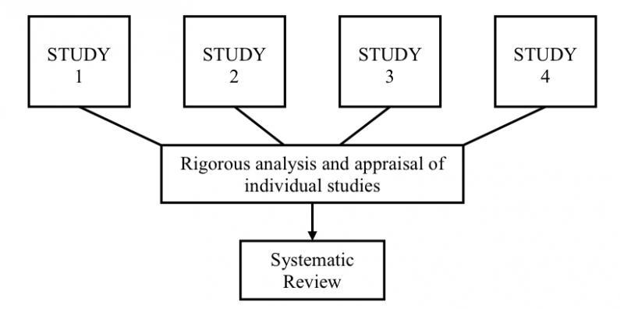 STUDY
1
STUDY
2
STUDY
3
STUDY
4
Rigorous analysis and appraisal of
individual studies
Systematic
Review